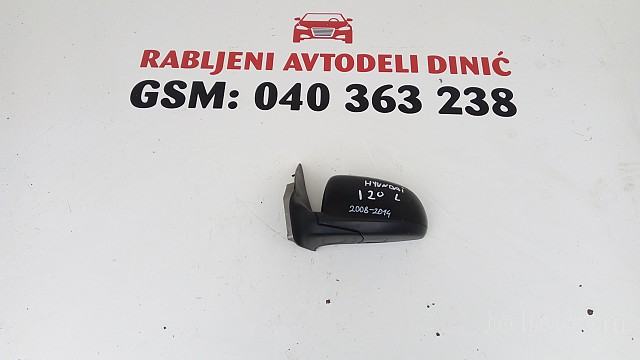 RABLJENI AVTODELI DINIĆ
GSM: 040 363 238
HYUNDAI
I20 L
2008-2014